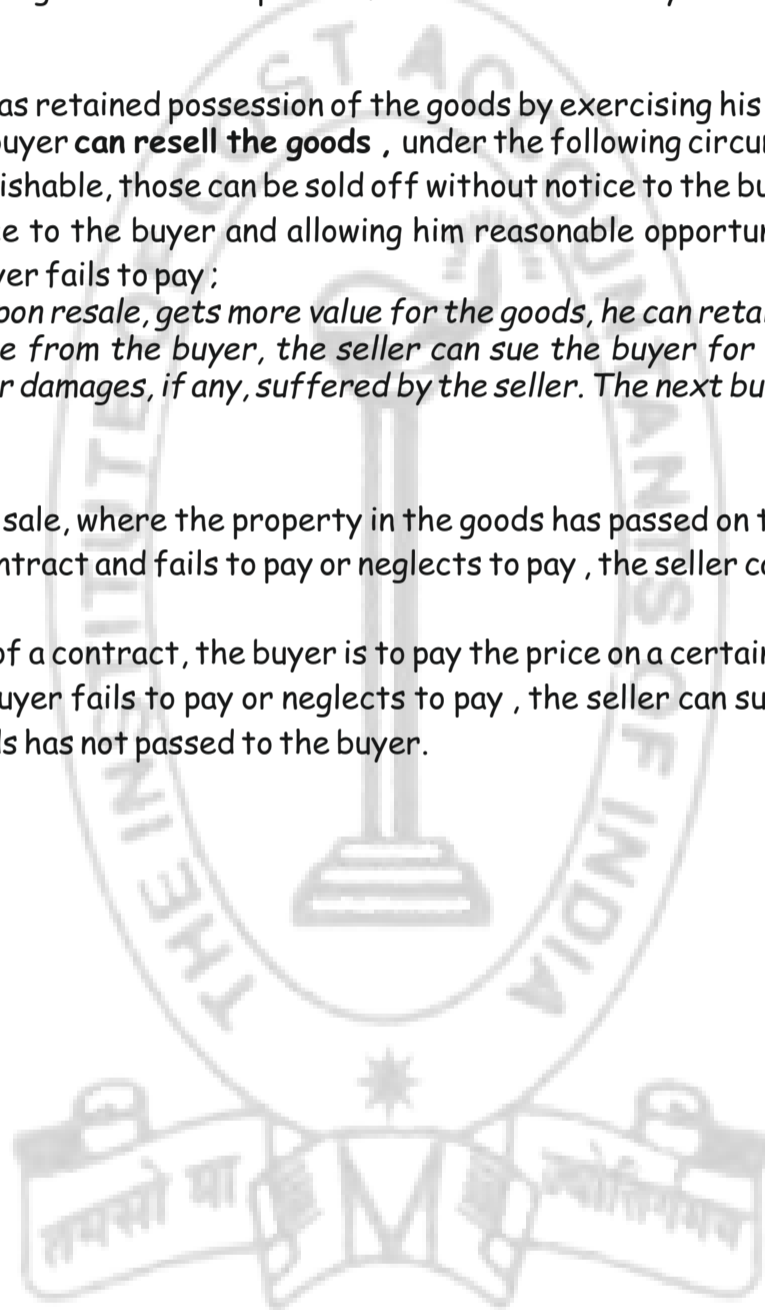 as retained possession of the goods by exercising his
uyer can resell the goods , under the following circu
ishable, those can be sold off without notice to the bu
e to the buyer and allowing him reasonable opportu
er fails to pay ;
pon resale, gets more value for the goods, he can reta
e from the buyer, the seller can sue the buyer for
r damages, if any, suffered by the seller. The next bu
sale, where the property in the goods has passed on t
ntract and fails to pay or neglects to pay , the seller c
of a contract, the buyer is to pay the price on a certain
uyer fails to pay or neglects to pay , the seller can su
s has not passed to the buyer.
THE INSTITUTE OF COST ACCOUNTANTS OF INDIA
तमसो मा ज्योतिर्गमय